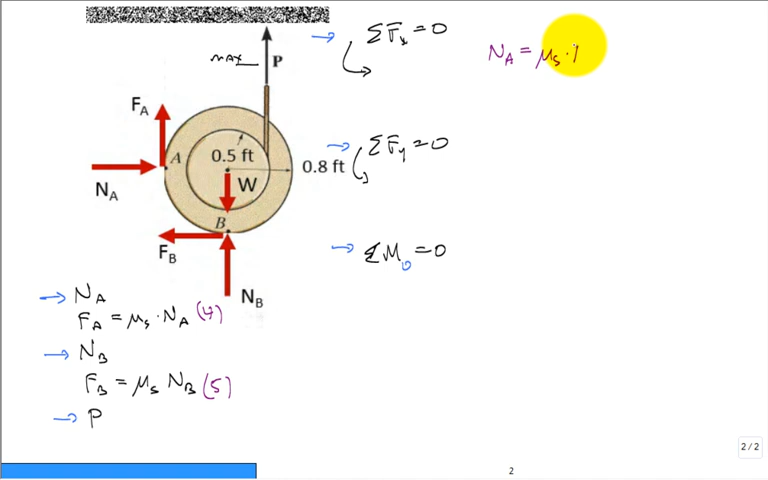 ΣFx = 0
NA = μs·
MAX P
FA
A
0.5 ft
0.8 ft
ΣFy = 0
NA
W
B
FB
NB
ΣMo = 0
→ NA
FA = μs·NA (4)
→ NB
FB = μs NB (5)
→ P
2/2
2